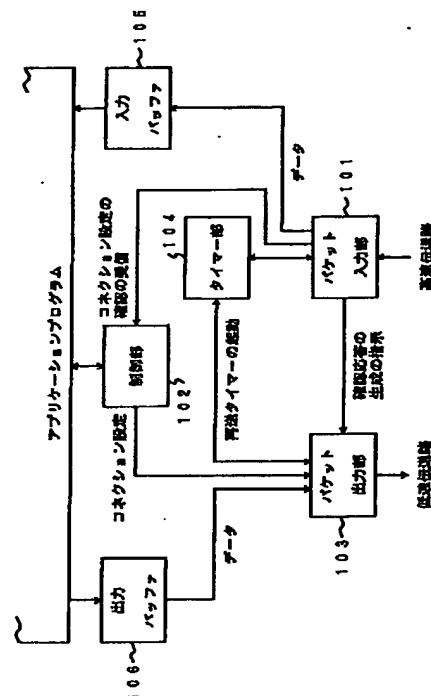 アプリケーションプログラム
出力
バッファ
106
コネクション設定
制御部
102
コネクション設定の
確認の受信
104
タイマー部
入力
バッファ
105
データ
再送タイマーの起動
データ
パケット
出力部
103
確認応答の
生成の指示
パケット
入力部
101
低速伝送路
高速伝送路